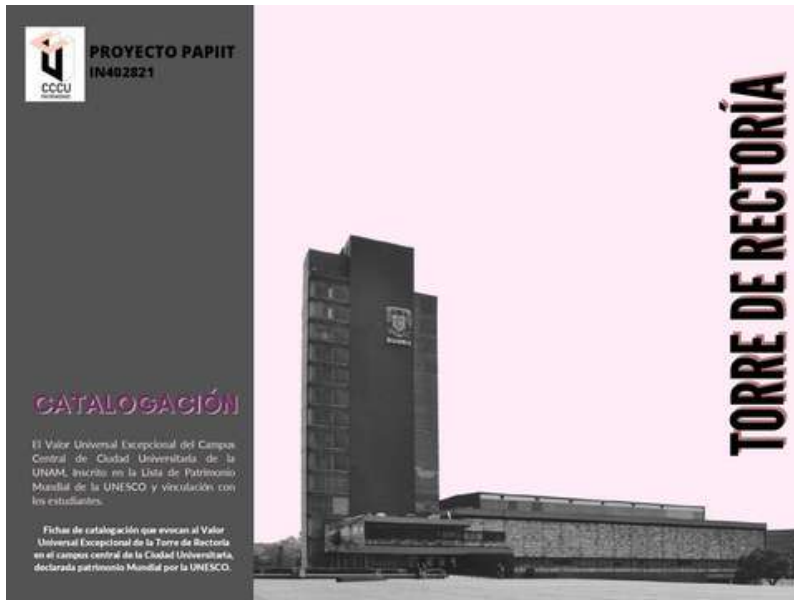 CCCU
PROYECTO PAPIIT
IN402821
TORRE DE RECTORÍA
CATALOGACIÓN
El Valor Universal Excepcional del Campus
Central de Ciudad Universitaria de la
UNAM, Inscrito en la Lista de Patrimonio
Mundial de la UNESCO y vinculación con
los estudiantes.
Fichas de catalogación que evocan al Valor
Universal Excepcional de la Torre de Rectoría
en el campus central de la Ciudad Universitaria,
declarada patrimonio Mundial por la UNESCO.